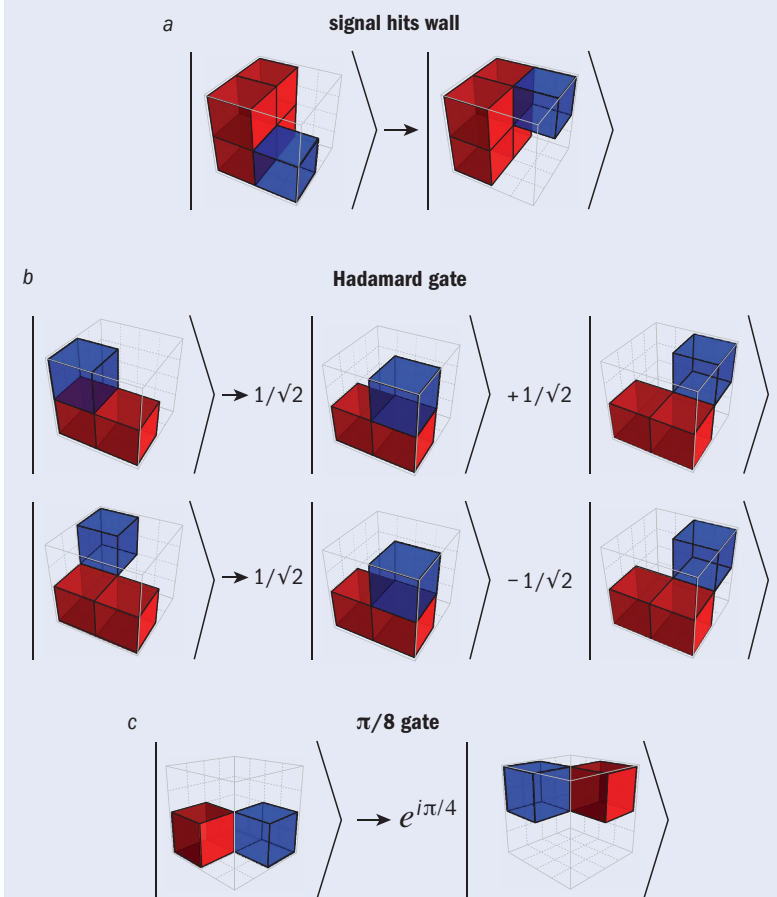 a signal hits wall
b Hadamard gate
1/√2 +1/√2
1/√2 −1/√2
c π/8 gate
e^{iπ/4}